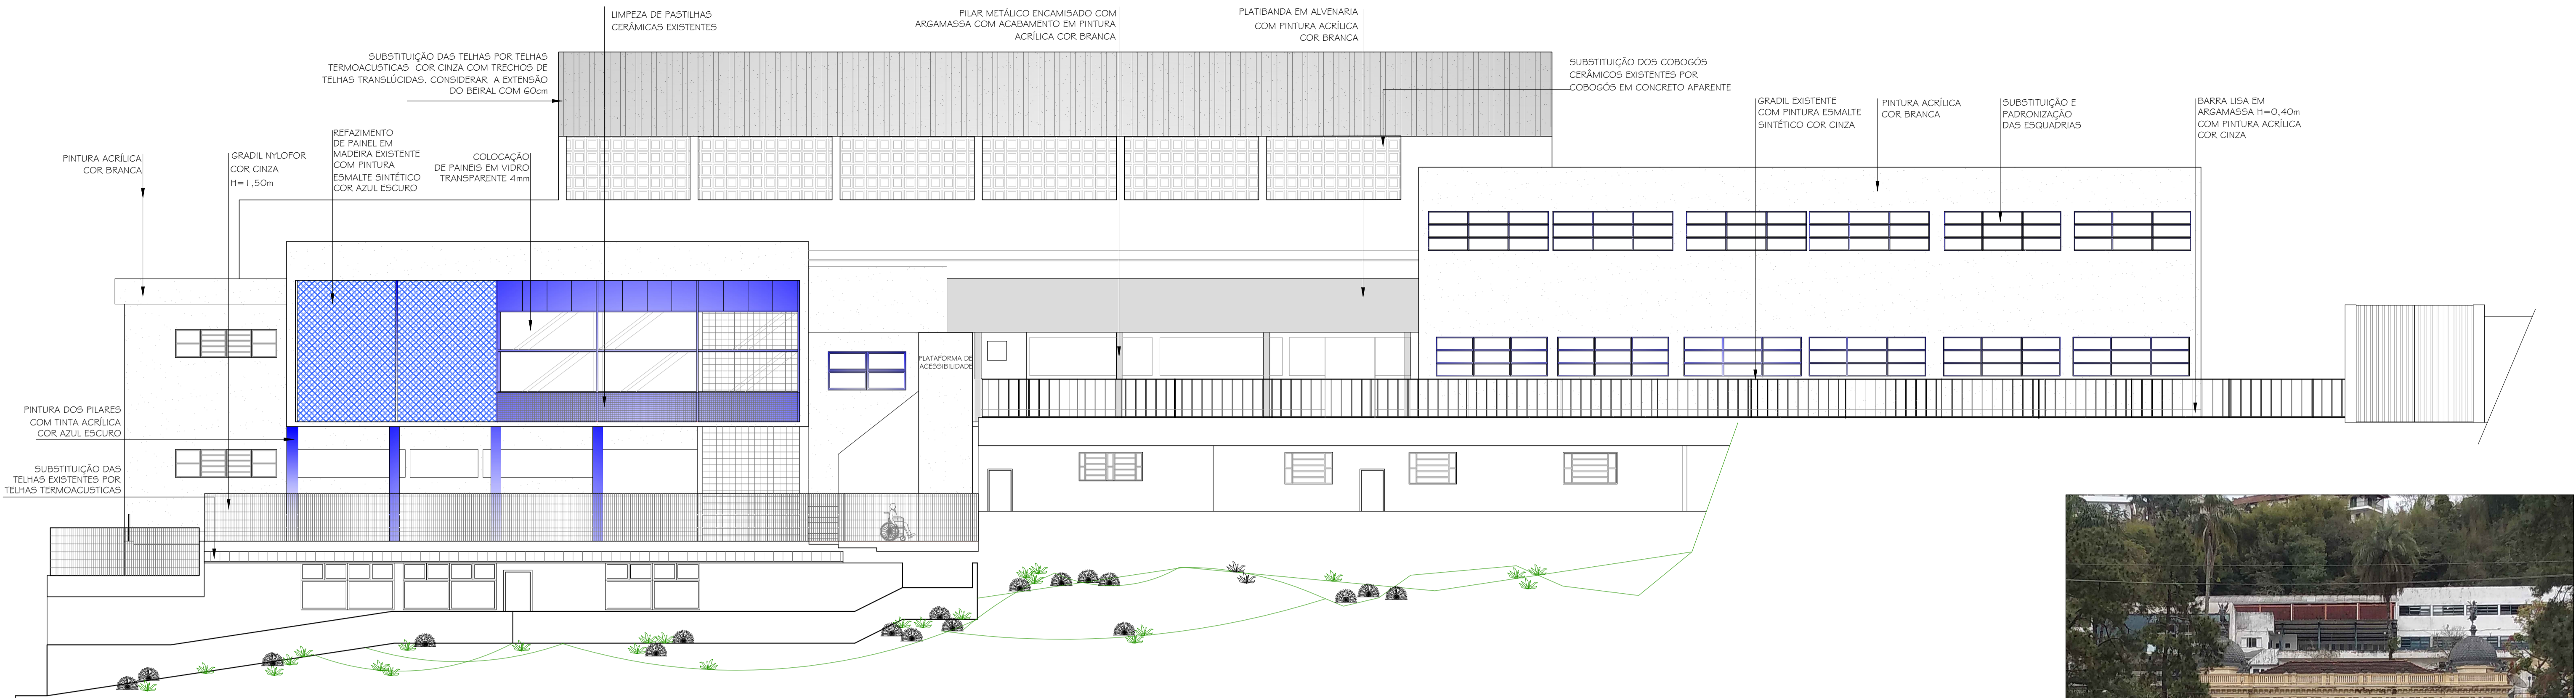 LIMPEZA DE PASTILHAS
CERÂMICAS EXISTENTES
PILAR METÁLICO ENCAMISADO COM
ARGAMASSA COM ACABAMENTO EM PINTURA
ACRÍLICA COR BRANCA
PLATIBANDA EM ALVENARIA
COM PINTURA ACRÍLICA
COR BRANCA
SUBSTITUIÇÃO DAS TELHAS POR TELHAS
TERMOACUSTICAS COR CINZA COM TRECHOS DE
TELHAS TRANSLÚCIDAS. CONSIDERAR A EXTENSÃO
DO BEIRAL COM 60cm
SUBSTITUIÇÃO DOS COBOGÓS
CERÂMICOS EXISTENTES POR
COBOGÓS EM CONCRETO APARENTE
GRADIL EXISTENTE
COM PINTURA ESMALTE
SINTÉTICO COR CINZA
PINTURA ACRÍLICA
COR BRANCA
SUBSTITUIÇÃO E
PADRONIZAÇÃO
DAS ESQUADRIAS
BARRA LISA EM
ARGAMASSA H=0,40m
COM PINTURA ACRÍLICA
COR CINZA
PINTURA ACRÍLICA
COR BRANCA
GRADIL NYLOFOR
COR CINZA
H=1,50m
REFAZIMENTO
DE PAINEL EM
MADEIRA EXISTENTE
COM PINTURA
ESMALTE SINTÉTICO
COR AZUL ESCURO
COLOCAÇÃO
DE PAINEIS EM VIDRO
TRANSPARENTE 4mm
PLATAFORMA DE
ACESSIBILIDADE
PINTURA DOS PILARES
COM TINTA ACRÍLICA
COR AZUL ESCURO
SUBSTITUIÇÃO DAS
TELHAS EXISTENTES POR
TELHAS TERMOACUSTICAS